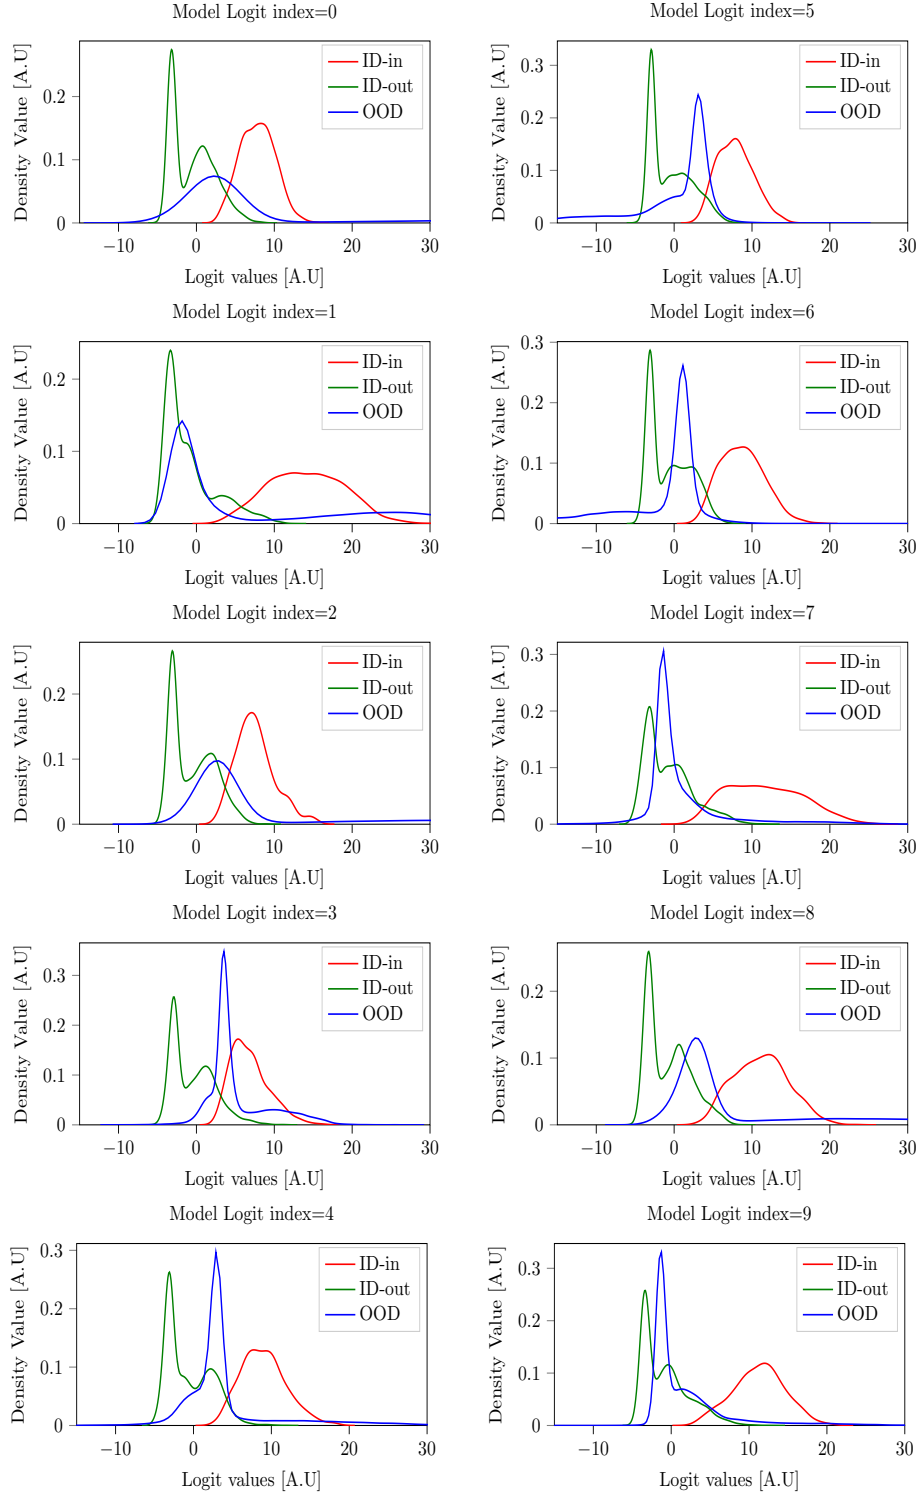 Model Logit index=0
Density Value [A.U]
0.2
0.1
0
ID-in
ID-out
OOD
−10 0 10 20 30
Logit values [A.U]
Model Logit index=5
Density Value [A.U]
0.3
0.2
0.1
0
ID-in
ID-out
OOD
−10 0 10 20 30
Logit values [A.U]
Model Logit index=1
Density Value [A.U]
0.2
0.1
0
ID-in
ID-out
OOD
−10 0 10 20 30
Logit values [A.U]
Model Logit index=6
Density Value [A.U]
0.3
0.2
0.1
0
ID-in
ID-out
OOD
−10 0 10 20 30
Logit values [A.U]
Model Logit index=2
Density Value [A.U]
0.2
0.1
0
ID-in
ID-out
OOD
−10 0 10 20 30
Logit values [A.U]
Model Logit index=7
Density Value [A.U]
0.3
0.2
0.1
0
ID-in
ID-out
OOD
−10 0 10 20 30
Logit values [A.U]
Model Logit index=3
Density Value [A.U]
0.3
0.2
0.1
0
ID-in
ID-out
OOD
−10 0 10 20 30
Logit values [A.U]
Model Logit index=8
Density Value [A.U]
0.2
0.1
0
ID-in
ID-out
OOD
−10 0 10 20 30
Logit values [A.U]
Model Logit index=4
Density Value [A.U]
0.3
0.2
0.1
0
ID-in
ID-out
OOD
−10 0 10 20 30
Logit values [A.U]
Model Logit index=9
Density Value [A.U]
0.3
0.2
0.1
0
ID-in
ID-out
OOD
−10 0 10 20 30
Logit values [A.U]